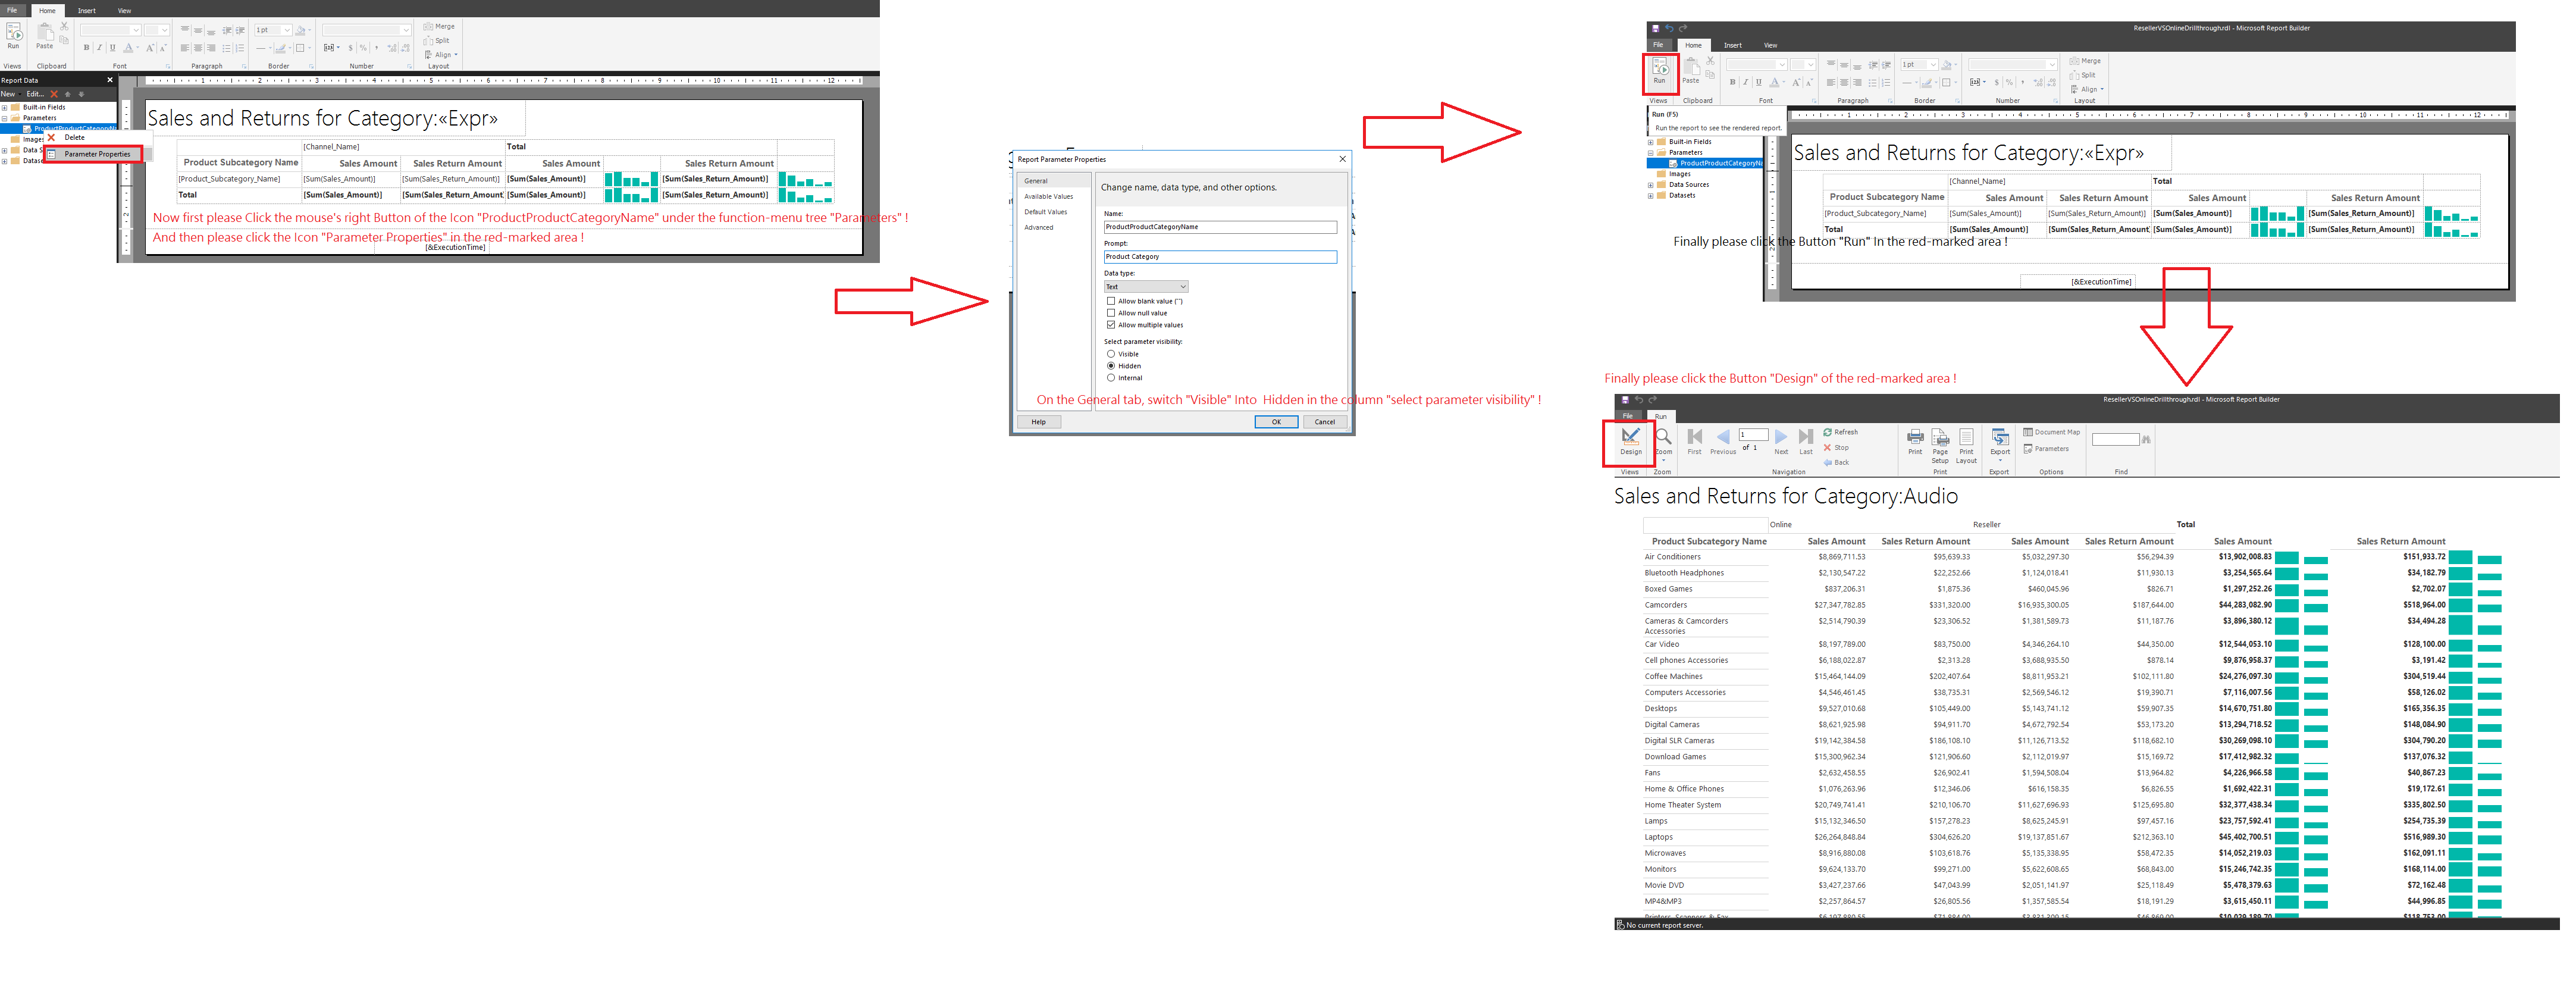 File Home Insert View
Run Paste B I U A A A 1pt $ % , Merge
Split
Align
Views Clipboard Font Paragraph Border Number Layout
Report Data
New Edit...
Built-in Fields
Parameters
ProductProductCategoryN
Delete
Images
Parameter Properties
Data S
Datase
Sales and Returns for Category:«Expr»
[Channel_Name] Total
Product Subcategory Name Sales Amount Sales Return Amount Sales Amount Sales Return Amount
[Product_Subcategory_Name] [Sum(Sales_Amount)] [Sum(Sales_Return_Amount)] [Sum(Sales_Amount)] [Sum(Sales_Return_Amount)]
Total [Sum(Sales_Amount)] [Sum(Sales_Return_Amount [Sum(Sales_Amount)] [Sum(Sales_Return_Amount)]
Now first please Click the mouse's right Button of the Icon "ProductProductCategoryName" under the function-menu tree "Parameters" !
And then please click the Icon "Parameter Properties" in the red-marked area !
[&ExecutionTime]
Report Parameter Properties
General
Available Values
Default Values
Advanced
Change name, data type, and other options.
Name:
ProductProductCategoryName
Prompt:
Product Category
Data type:
Text
Allow blank value ("")
Allow null value
Allow multiple values
Select parameter visibility:
Visible
Hidden
Internal
On the General tab, switch "Visible" Into Hidden in the column "select parameter visibility" !
Help OK Cancel
ResellerVSOnlineDrillthrough.rdl - Microsoft Report Builder
File Home Insert View
Run Paste B I U A A A 1pt $ % , Merge
Split
Align
Views Clipboard Font Paragraph Border Number Layout
Run (F5)
Run the report to see the rendered report.
Built-in Fields
Parameters
ProductProductCategoryNa
Images
Data Sources
Datasets
Sales and Returns for Category:«Expr»
[Channel_Name] Total
Product Subcategory Name Sales Amount Sales Return Amount Sales Amount Sales Return Amount
[Product_Subcategory_Name] [Sum(Sales_Amount)] [Sum(Sales_Return_Amount)] [Sum(Sales_Amount)] [Sum(Sales_Return_Amount)]
Total [Sum(Sales_Amount)] [Sum(Sales_Return_Amount [Sum(Sales_Amount)] [Sum(Sales_Return_Amount)]
Finally please click the Button "Run" In the red-marked area !
[&ExecutionTime]
Finally please click the Button "Design" of the red-marked area !
ResellerVSOnlineDrillthrough.rdl - Microsoft Report Builder
File Run
Design Zoom First Previous 1 of 1 Next Last Refresh
Stop
Back
Print Page Setup Print Layout Export Document Map
Parameters
Views Zoom Navigation Print Export Options Find
Sales and Returns for Category:Audio
Online Reseller Total
Product Subcategory Name Sales Amount Sales Return Amount Sales Amount Sales Return Amount Sales Amount Sales Return Amount
Air Conditioners $8,869,711.53 $95,639.33 $5,032,297.30 $56,294.39 $13,902,008.83 $151,933.72
Bluetooth Headphones $2,130,547.22 $22,252.66 $1,124,018.41 $11,930.13 $3,254,565.64 $34,182.79
Boxed Games $837,206.31 $1,875.36 $460,045.96 $826.71 $1,297,252.26 $2,702.07
Camcorders $27,347,782.85 $331,320.00 $16,935,300.05 $187,644.00 $44,283,082.90 $518,964.00
Cameras & Camcorders Accessories $2,514,790.39 $23,306.52 $1,381,589.73 $11,187.76 $3,896,380.12 $34,494.28
Car Video $8,197,789.00 $83,750.00 $4,346,264.10 $44,350.00 $12,544,053.10 $128,100.00
Cell phones Accessories $6,188,022.87 $2,313.28 $3,688,935.50 $878.14 $9,876,958.37 $3,191.42
Coffee Machines $15,464,144.09 $202,407.64 $8,811,953.21 $102,111.80 $24,276,097.30 $304,519.44
Computers Accessories $4,546,461.45 $38,735.31 $2,569,546.12 $19,390.71 $7,116,007.56 $58,126.02
Desktops $9,527,010.68 $105,449.00 $5,143,741.12 $59,907.35 $14,670,751.80 $165,356.35
Digital Cameras $8,621,925.98 $94,911.70 $4,672,792.54 $53,173.20 $13,294,718.52 $148,084.90
Digital SLR Cameras $19,142,384.58 $186,108.10 $11,126,713.52 $118,682.10 $30,269,098.10 $304,790.20
Download Games $15,300,962.34 $121,906.60 $2,112,019.97 $15,169.72 $17,412,982.32 $137,076.32
Fans $2,632,458.55 $26,902.41 $1,594,508.04 $13,964.82 $4,226,966.58 $40,867.23
Home & Office Phones $1,076,263.96 $12,346.06 $616,158.35 $6,826.55 $1,692,422.31 $19,172.61
Home Theater System $20,749,741.41 $210,106.70 $11,627,696.93 $125,695.80 $32,377,438.34 $335,802.50
Lamps $15,132,346.50 $157,278.23 $8,625,245.91 $97,457.16 $23,757,592.41 $254,735.39
Laptops $26,264,848.84 $304,626.20 $19,137,851.67 $212,363.10 $45,402,700.51 $516,989.30
Microwaves $8,916,880.08 $103,618.76 $5,135,338.95 $58,472.35 $14,052,219.03 $162,091.11
Monitors $9,624,133.70 $99,271.00 $5,622,608.65 $68,843.00 $15,246,742.35 $168,114.00
Movie DVD $3,427,237.66 $47,043.99 $2,051,141.97 $25,118.49 $5,478,379.63 $72,162.48
MP4&MP3 $2,257,864.57 $26,805.56 $1,357,585.54 $18,191.29 $3,615,450.11 $44,996.85
No current report server.